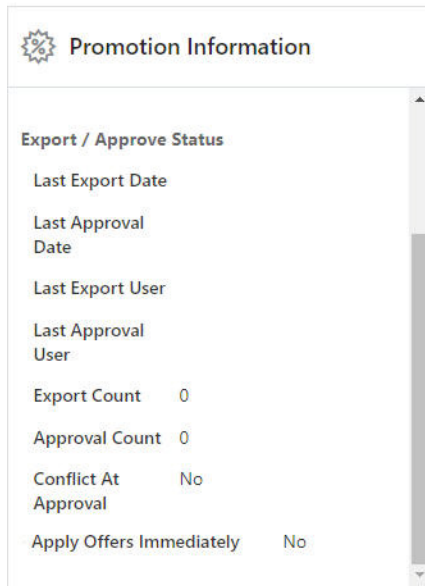 Promotion Information
Export / Approve Status
Last Export Date
Last Approval
Date
Last Export User
Last Approval
User
Export Count 0
Approval Count 0
Conflict At No
Approval
Apply Offers Immediately No